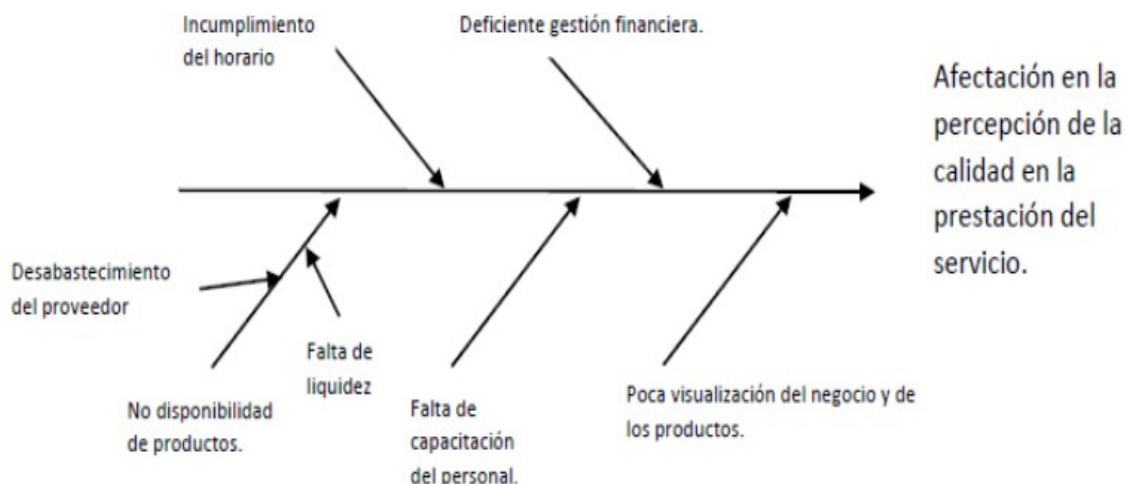 Incumplimiento
del horario
Deficiente gestión financiera.
Afectación en la
percepción de la
calidad en la
prestación del
servicio.
Desabastecimiento
del proveedor
Falta de
liquidez
No disponibilidad
de productos.
Falta de
capacitación
del personal.
Poca visualización del negocio y de
los productos.